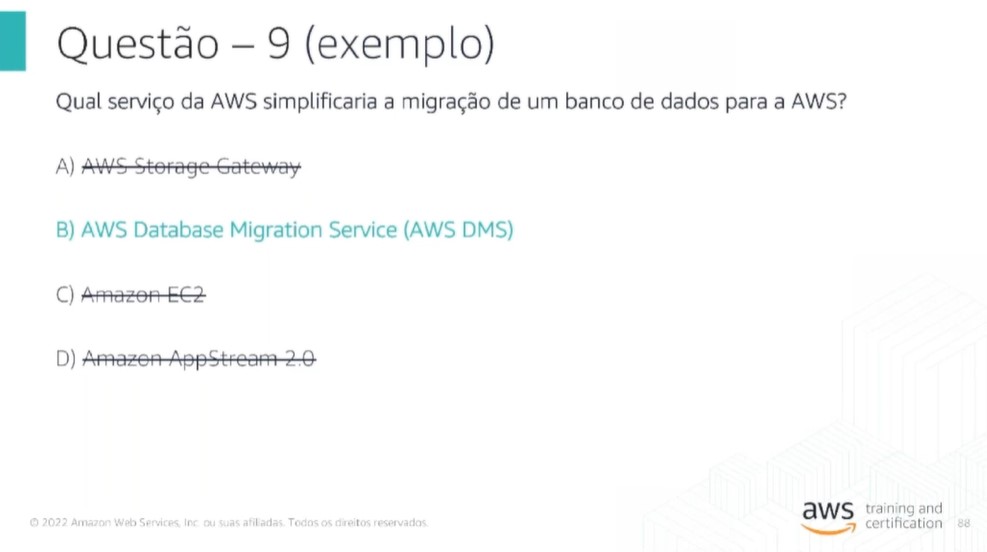 Questão – 9 (exemplo)
Qual serviço da AWS simplificaria a migração de um banco de dados para a AWS?
A) AWS Storage Gateway
B) AWS Database Migration Service (AWS DMS)
C) Amazon EC2
D) Amazon AppStream 2.0
© 2022 Amazon Web Services, Inc. ou suas afiliadas. Todos os direitos reservados.
aws training and
certification 88